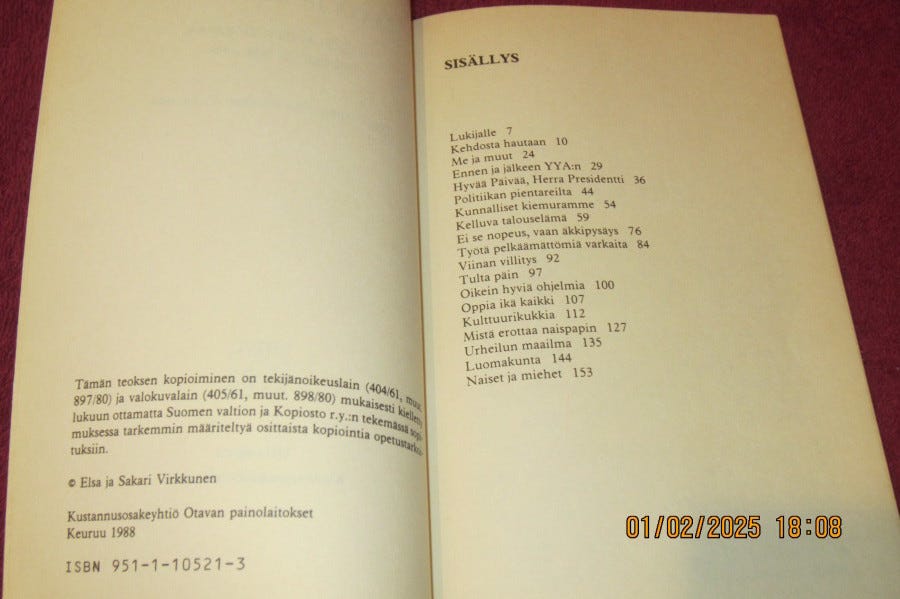 Tämän teoksen kopioiminen on tekijänoikeuslain (404/61, muut.
897/80) ja valokuvalain (405/61, muut. 898/80) mukaisesti kielletty
lukuun ottamatta Suomen valtion ja Kopiosto r.y.:n tekemässä sopi-
muksessa tarkemmin määriteltyä osittaista kopiointia opetustarkoi-
tuksiin.
© Elsa ja Sakari Virkkunen
Kustannusosakeyhtiö Otavan painolaitokset
Keuruu 1988
ISBN 951-1-10521-3
SISÄLLYS
Lukijalle 7
Kehdosta hautaan 10
Me ja muut 24
Ennen ja jälkeen YYA:n 29
Hyvää Päivää, Herra Presidentti 36
Politiikan pientareilta 44
Kunnalliset kiemuramme 54
Kelluva talouselämä 59
Ei se nopeus, vaan äkkipysäys 76
Työtä pelkäämättömiä varkaita 84
Viinan villitys 92
Tulta päin 97
Oikein hyviä ohjelmia 100
Oppia ikä kaikki 107
Kulttuurikukkia 112
Mistä erottaa naispapin 127
Urheilun maailma 135
Luomakunta 144
Naiset ja miehet 153
01/02/2025 18:08